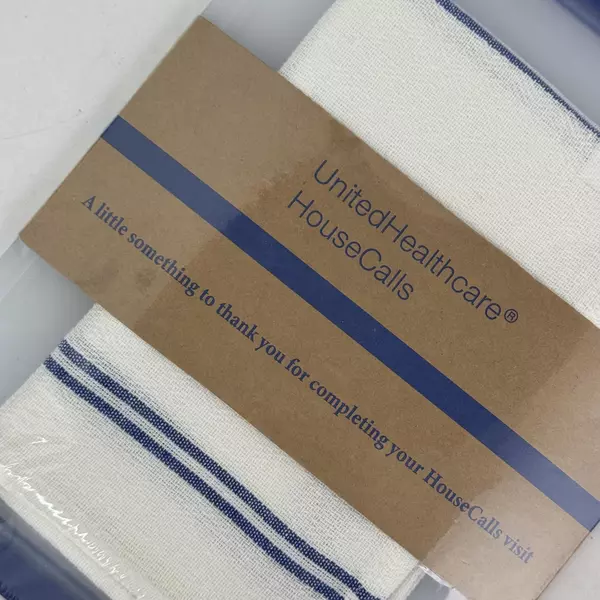 UnitedHealthcare®
HouseCalls
A little something to thank you for completing your HouseCalls visit